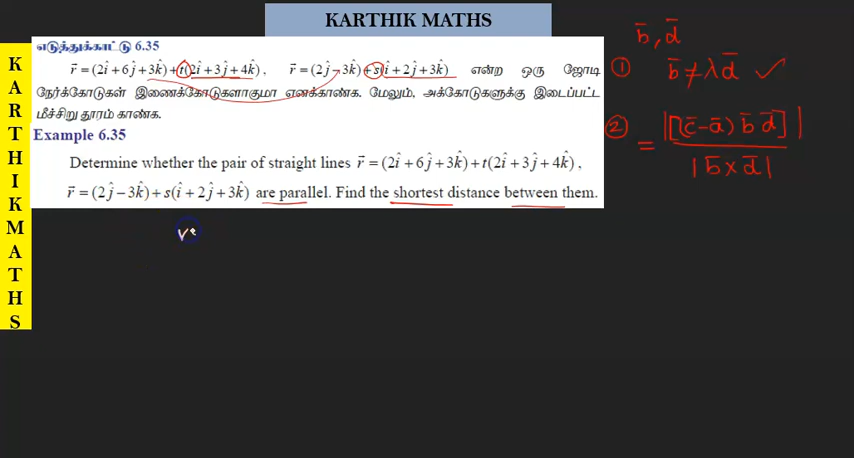 KARTHIK MATHS
KARTHIKMATHS
எடுத்துக்காட்டு 6.35
r⃗ = (2î + 6ĵ + 3k̂) + t(2î + 3ĵ + 4k̂), r⃗ = (2ĵ − 3k̂) + s(î + 2ĵ + 3k̂) என்ற ஒரு ஜோடி
நேர்க்கோடுகள் இணைக்கோடுகளாகுமா எனக்காண்க. மேலும், அக்கோடுகளுக்கு இடைப்பட்ட
மீச்சிறு தூரம் காண்க.
Example 6.35
Determine whether the pair of straight lines r⃗ = (2î + 6ĵ + 3k̂) + t(2î + 3ĵ + 4k̂),
r⃗ = (2ĵ − 3k̂) + s(î + 2ĵ + 3k̂) are parallel. Find the shortest distance between them.
b̄, d̄
① b̄ ≠ λd̄ ✓
② = |[(c̄ − ā) b̄ d̄]| / |b̄ × d̄|